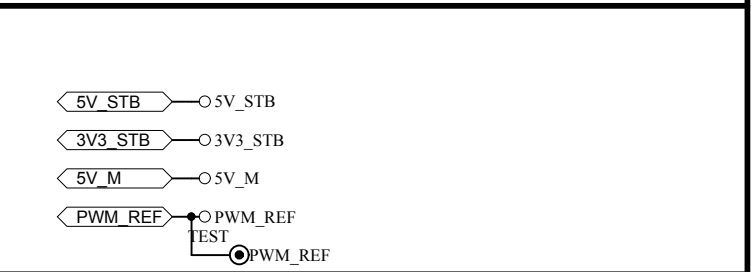 5V_STB 5V_STB
3V3_STB 3V3_STB
5V_M 5V_M
PWM_REF PWM_REF
TEST
PWM_REF